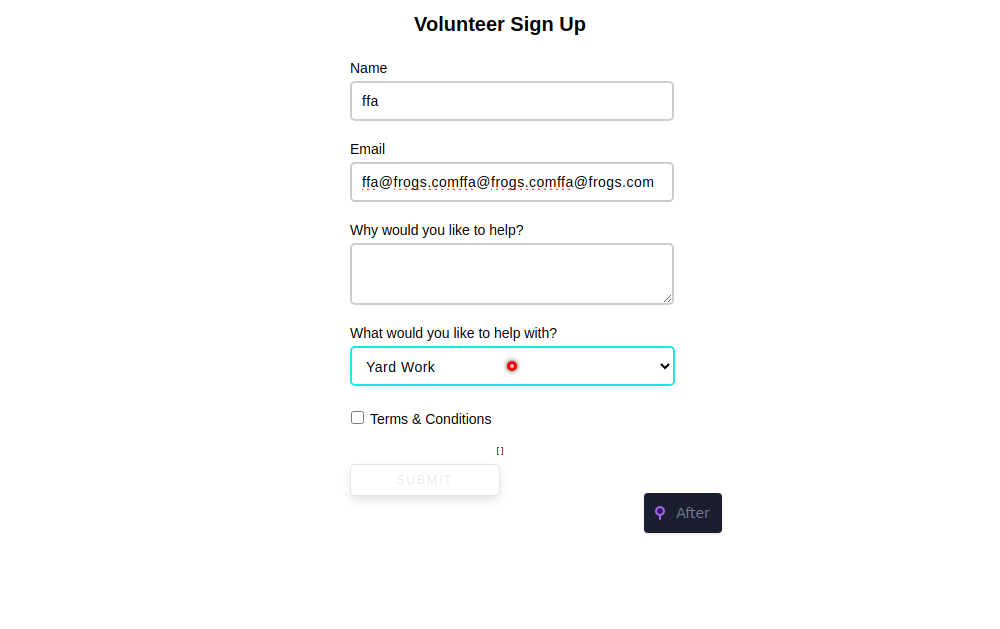 Volunteer Sign Up
Name
ffa
Email
ffa@frogs.comffa@frogs.comffa@frogs.com
Why would you like to help?
What would you like to help with?
Yard Work
Terms & Conditions
[]
SUBMIT
After